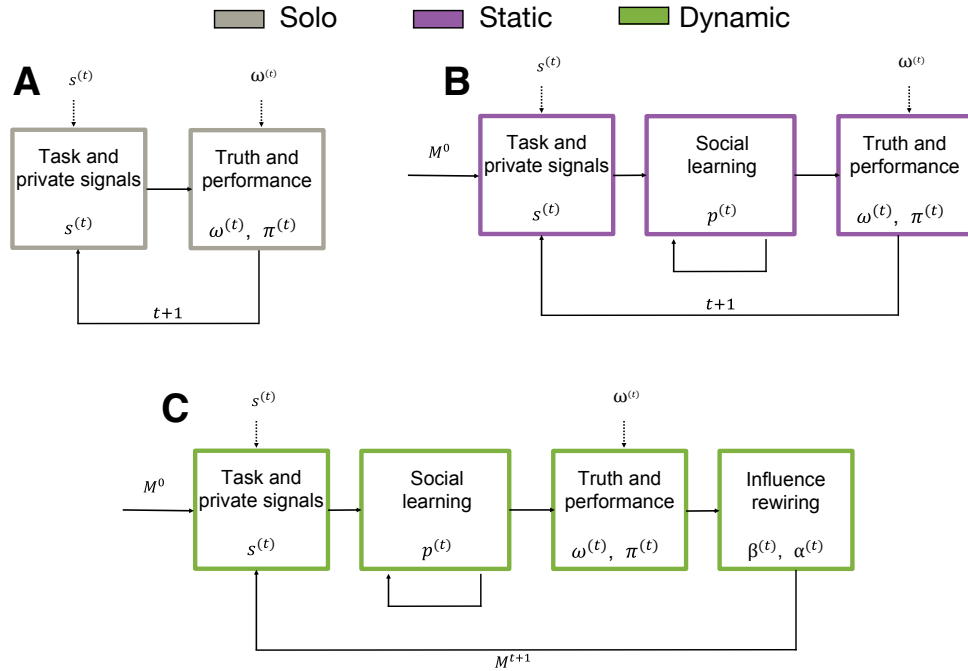 Solo
Static
Dynamic
A
s^(t)
ω^(t)
Task and
private signals
s^(t)
Truth and
performance
ω^(t), π^(t)
t+1
B
s^(t)
ω^(t)
M^0
Task and
private signals
s^(t)
Social
learning
p^(t)
Truth and
performance
ω^(t), π^(t)
t+1
C
s^(t)
ω^(t)
M^0
Task and
private signals
s^(t)
Social
learning
p^(t)
Truth and
performance
ω^(t), π^(t)
Influence
rewiring
β^(t), α^(t)
M^t+1